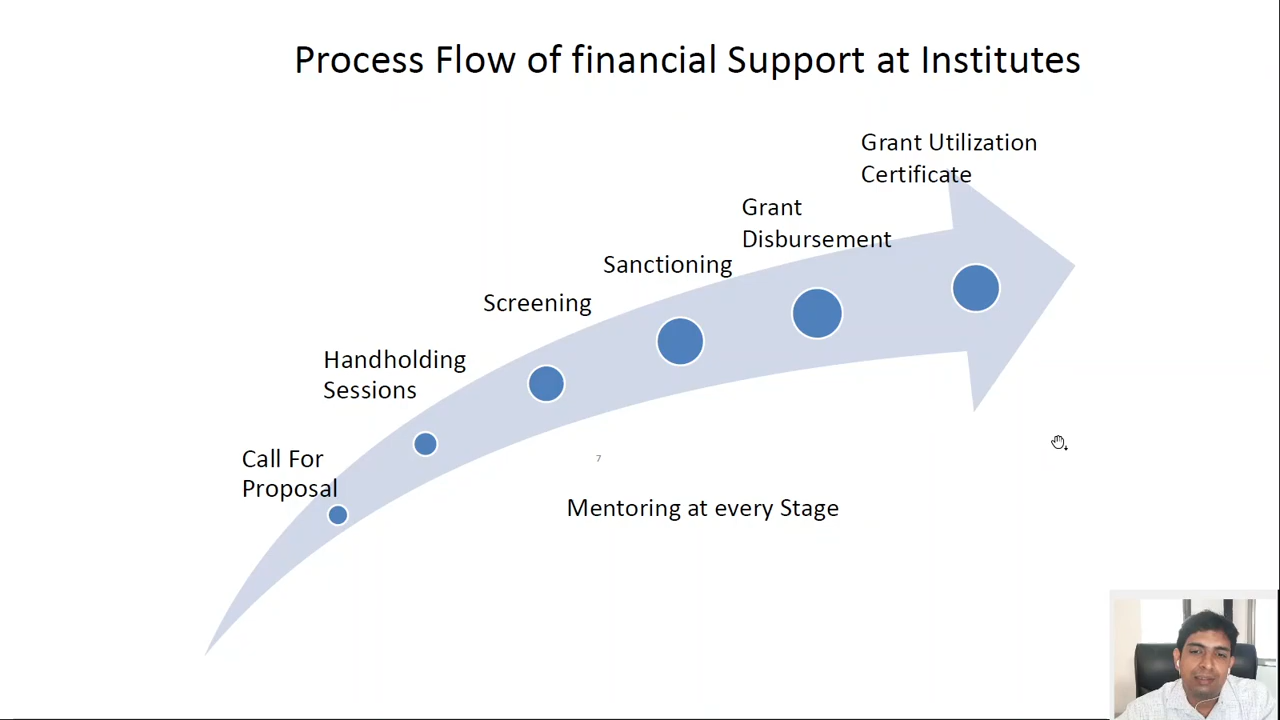 Process Flow of financial Support at Institutes
Grant Utilization
Certificate
Grant
Disbursement
Sanctioning
Screening
Handholding
Sessions
Call For
Proposal
7
Mentoring at every Stage